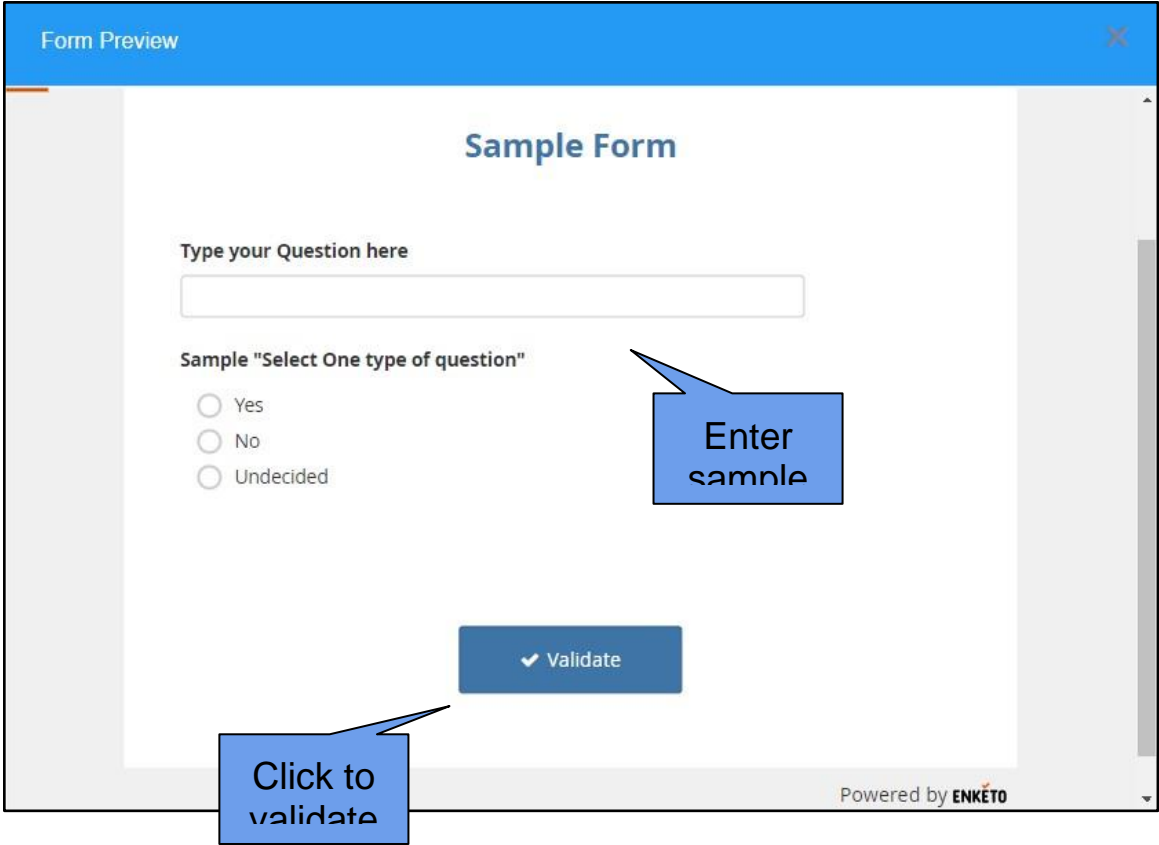 Form Preview
Sample Form
Type your Question here
Sample "Select One type of question"
Yes
No
Undecided
Enter
sample
Validate
Click to
validate
Powered by ENKETO